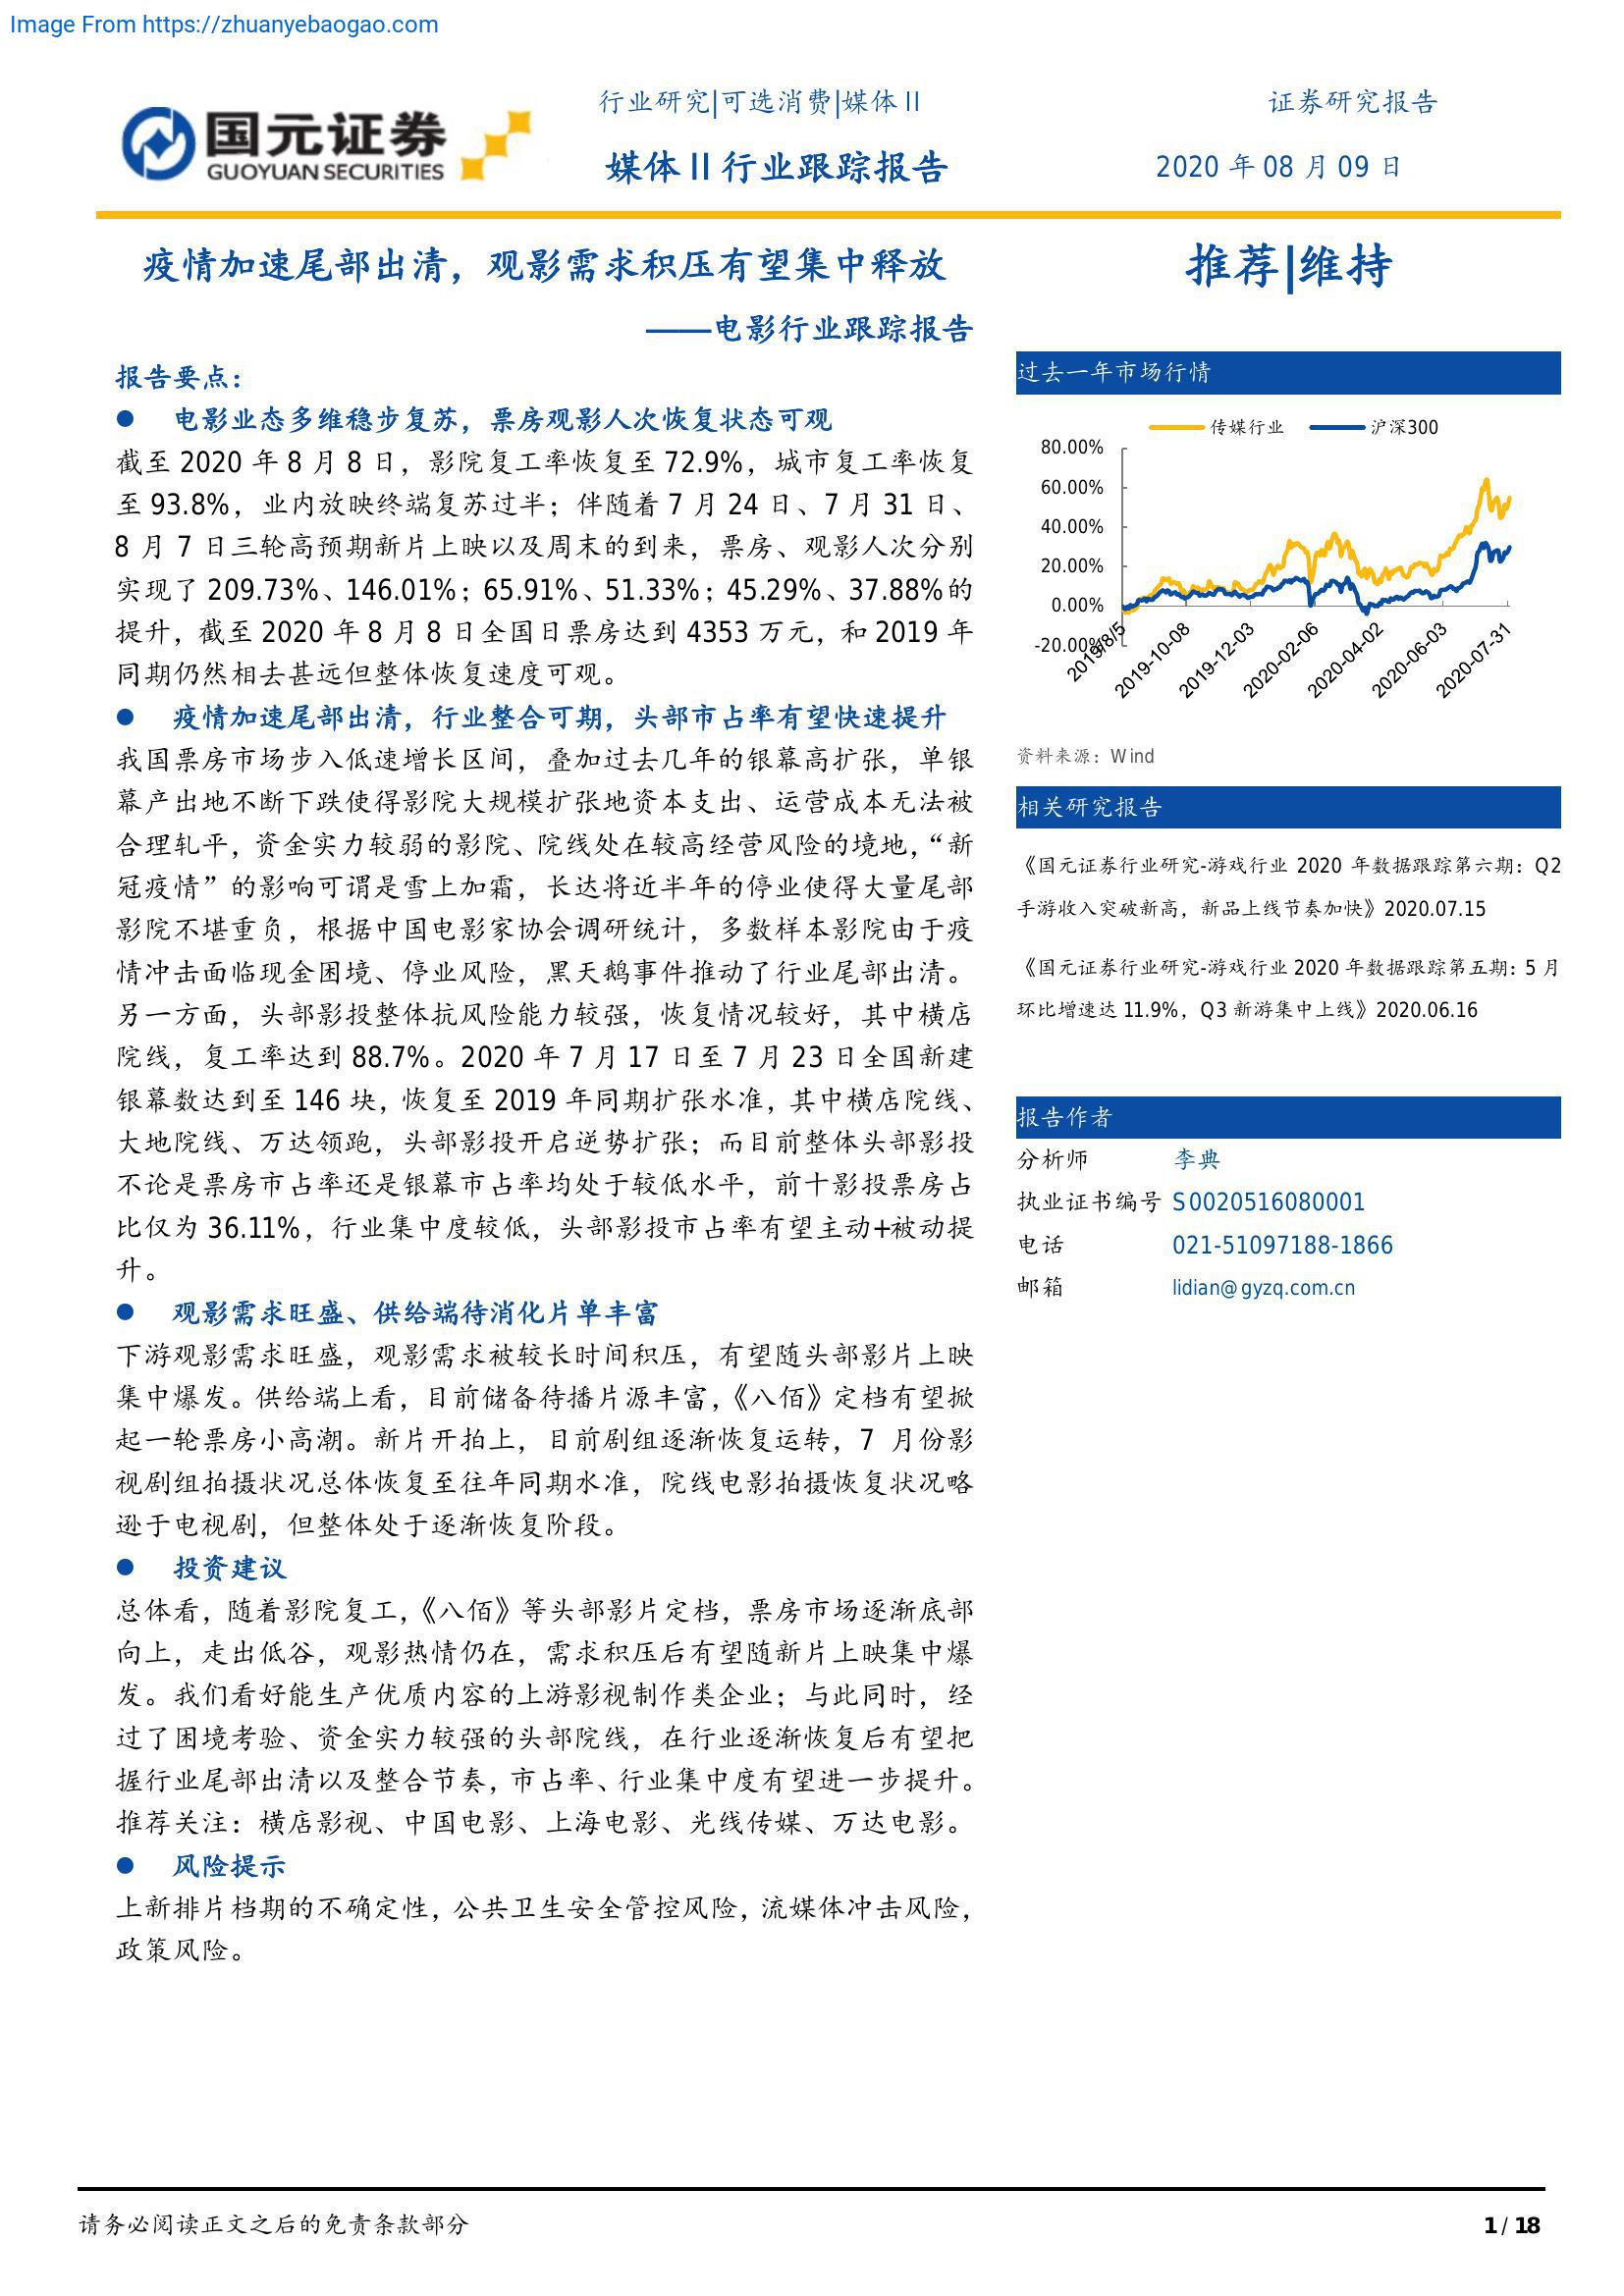 Image From https://zhuanyebaogao.com
国元证券
GUOYUAN SECURITIES
行业研究|可选消费|媒体II
证券研究报告
媒体II行业跟踪报告
2020 年 08 月 09 日
疫情加速尾部出清，观影需求积压有望集中释放
——电影行业跟踪报告
报告要点：
● 电影业态多维稳步复苏，票房观影人次恢复状态可观
截至 2020 年 8 月 8 日，影院复工率恢复至 72.9%，城市复工率恢复
至 93.8%，业内放映终端复苏过半；伴随着 7 月 24 日、7 月 31 日、
8 月 7 日三轮高预期新片上映以及周末的到来，票房、观影人次分别
实现了 209.73%、146.01%；65.91%、51.33%；45.29%、37.88%的
提升，截至 2020 年 8 月 8 日全国日票房达到 4353 万元，和 2019 年
同期仍然相去甚远但整体恢复速度可观。
● 疫情加速尾部出清，行业整合可期，头部市占率有望快速提升
我国票房市场步入低速增长区间，叠加过去几年的银幕高扩张，单银
幕产出地不断下跌使得影院大规模扩张地资本支出、运营成本无法被
合理轧平，资金实力较弱的影院、院线处在较高经营风险的境地，“新
冠疫情”的影响可谓是雪上加霜，长达将近半年的停业使得大量尾部
影院不堪重负，根据中国电影家协会调研统计，多数样本影院由于疫
情冲击面临现金困境、停业风险，黑天鹅事件推动了行业尾部出清。
另一方面，头部影投整体抗风险能力较强，恢复情况较好，其中横店
院线，复工率达到 88.7%。2020 年 7 月 17 日至 7 月 23 日全国新建
银幕数达到至 146 块，恢复至 2019 年同期扩张水准，其中横店院线、
大地院线、万达领跑，头部影投开启逆势扩张；而目前整体头部影投
不论是票房市占率还是银幕市占率均处于较低水平，前十影投票房占
比仅为 36.11%，行业集中度较低，头部影投市占率有望主动+被动提
升。
● 观影需求旺盛、供给端待消化片单丰富
下游观影需求旺盛，观影需求被较长时间积压，有望随头部影片上映
集中爆发。供给端上看，目前储备待播片源丰富，《八佰》定档有望掀
起一轮票房小高潮。新片开拍上，目前剧组逐渐恢复运转，7 月份影
视剧组拍摄状况总体恢复至往年同期水准，院线电影拍摄恢复状况略
逊于电视剧，但整体处于逐渐恢复阶段。
● 投资建议
总体看，随着影院复工，《八佰》等头部影片定档，票房市场逐渐底部
向上，走出低谷，观影热情仍在，需求积压后有望随新片上映集中爆
发。我们看好能生产优质内容的上游影视制作类企业；与此同时，经
过了困境考验、资金实力较强的头部院线，在行业逐渐恢复后有望把
握行业尾部出清以及整合节奏，市占率、行业集中度有望进一步提升。
推荐关注：横店影视、中国电影、上海电影、光线传媒、万达电影。
● 风险提示
上新排片档期的不确定性，公共卫生安全管控风险，流媒体冲击风险，
政策风险。
推荐|维持
过去一年市场行情
传媒行业 沪深300
80.00%
60.00%
40.00%
20.00%
0.00%
-20.00%
2019/8/5
2019-10-08
2019-12-03
2020-02-06
2020-04-02
2020-06-03
2020-07-31
资料来源：Wind
相关研究报告
《国元证券行业研究-游戏行业 2020 年数据跟踪第六期：Q2
手游收入突破新高，新品上线节奏加快》2020.07.15
《国元证券行业研究-游戏行业 2020 年数据跟踪第五期：5 月
环比增速达 11.9%，Q3 新游集中上线》2020.06.16
报告作者
分析师 李典
执业证书编号 S0020516080001
电话 021-51097188-1866
邮箱 lidian@gyzq.com.cn
请务必阅读正文之后的免责条款部分
1 / 18